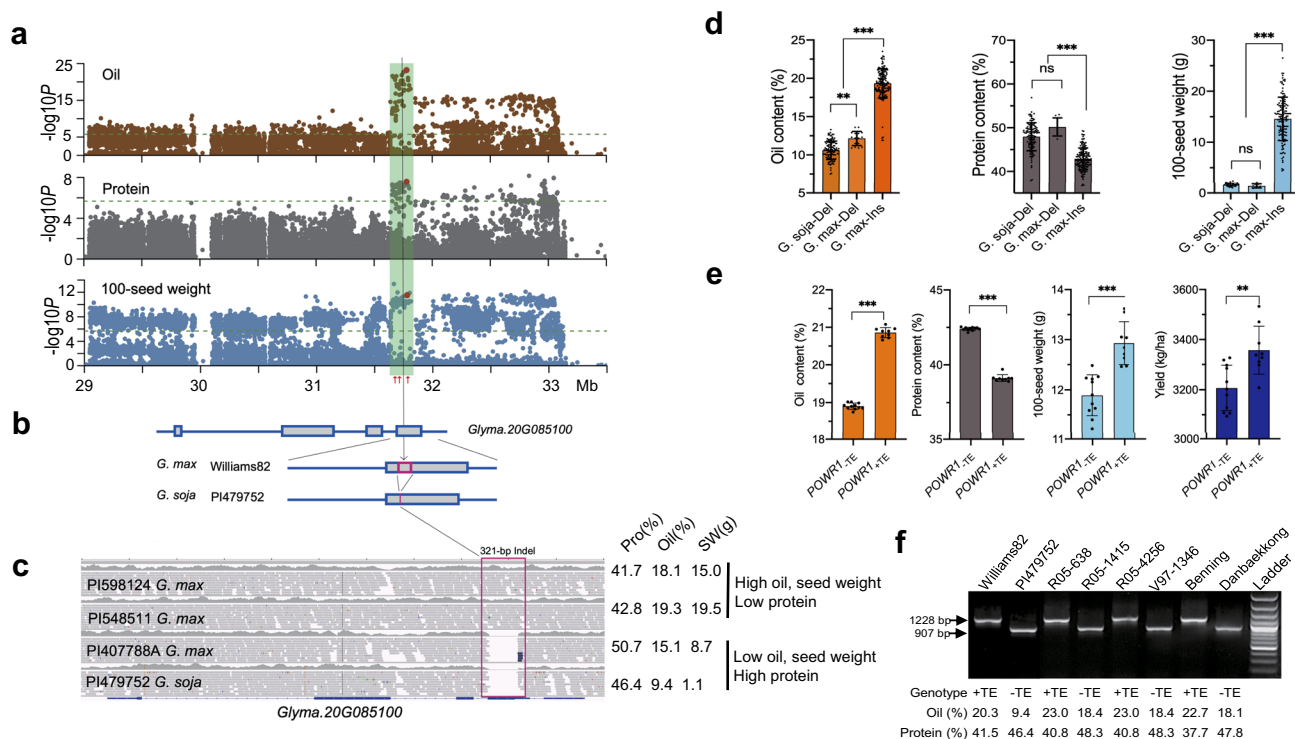 a
Oil
-log10P
25
15
5
0
Protein
-log10P
8
4
0
100-seed weight
-log10P
12
8
4
0
29 30 31 32 33 Mb
b
Glyma.20G085100
G. max Williams82
G. soja PI479752
c
321-bp Indel
Pro(%) Oil(%) SW(g)
PI598124 G. max 41.7 18.1 15.0
PI548511 G. max 42.8 19.3 19.5
High oil, seed weight
Low protein
PI407788A G. max 50.7 15.1 8.7
PI479752 G. soja 46.4 9.4 1.1
Low oil, seed weight
High protein
Glyma.20G085100
d
Oil content (%)
25
20
15
10
5
** ***
G. soja-Del G. max-Del G. max-Ins
Protein content (%)
70
60
50
40
ns ***
G. soja-Del G. max-Del G. max-Ins
100-seed weight (g)
30
20
10
0
ns ***
G. soja-Del G. max-Del G. max-Ins
e
Oil content (%)
22
21
20
19
18
***
POWR1-TE POWR1+TE
Protein content (%)
45
40
35
***
POWR1-TE POWR1+TE
100-seed weight (g)
14
13
12
11
***
POWR1-TE POWR1+TE
Yield (kg/ha)
3600
3400
3200
3000
**
POWR1-TE POWR1+TE
f
Williams82 PI479752 R05-638 R05-1415 R05-4256 V97-1346 Benning Danbaekkong Ladder
1228 bp
907 bp
Genotype +TE -TE +TE -TE +TE -TE +TE -TE
Oil (%) 20.3 9.4 23.0 18.4 23.0 18.4 22.7 18.1
Protein (%) 41.5 46.4 40.8 48.3 40.8 48.3 37.7 47.8